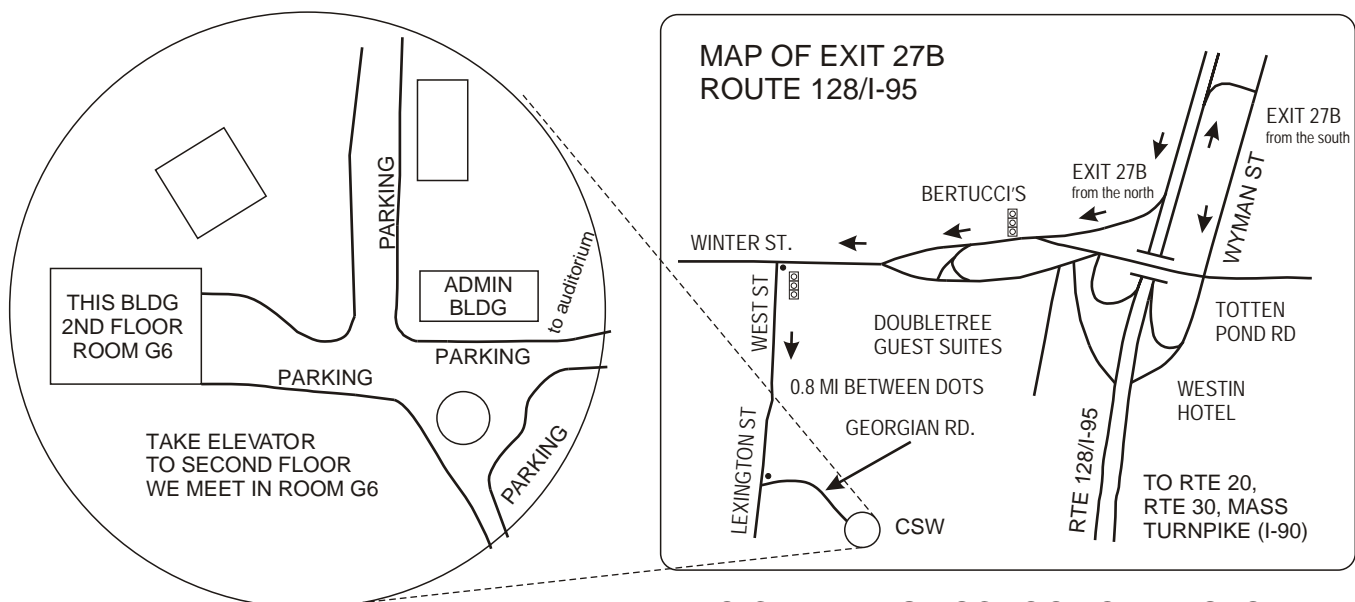 PARKING
THIS BLDG
2ND FLOOR
ROOM G6
ADMIN
BLDG
to auditorium
PARKING
PARKING
PARKING
TAKE ELEVATOR
TO SECOND FLOOR
WE MEET IN ROOM G6
MAP OF EXIT 27B
ROUTE 128/I-95
EXIT 27B
from the south
EXIT 27B
from the north
WYMAN ST
BERTUCCI'S
WINTER ST.
WEST ST
DOUBLETREE
GUEST SUITES
TOTTEN
POND RD
0.8 MI BETWEEN DOTS
WESTIN
HOTEL
GEORGIAN RD.
LEXINGTON ST
RTE 128/I-95
CSW
TO RTE 20,
RTE 30, MASS
TURNPIKE (I-90)